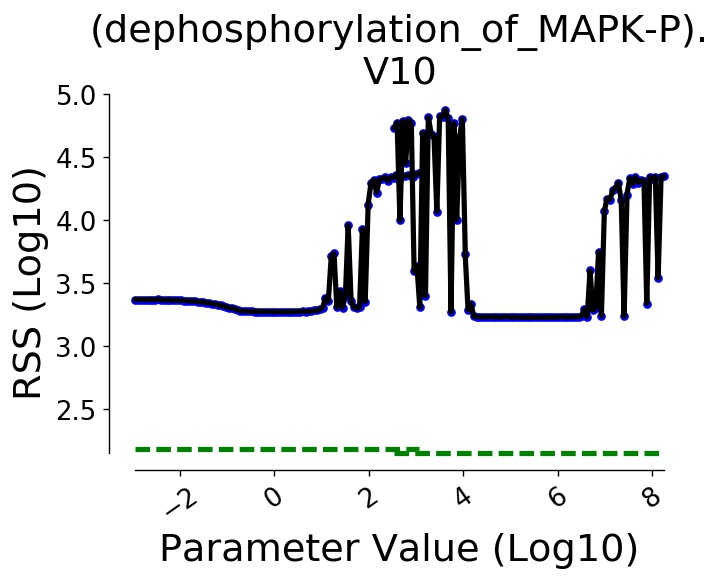 (dephosphorylation_of_MAPK-P).
V10
5.0
4.5
4.0
3.5
3.0
2.5
RSS (Log10)
−2 0 2 4 6 8
Parameter Value (Log10)